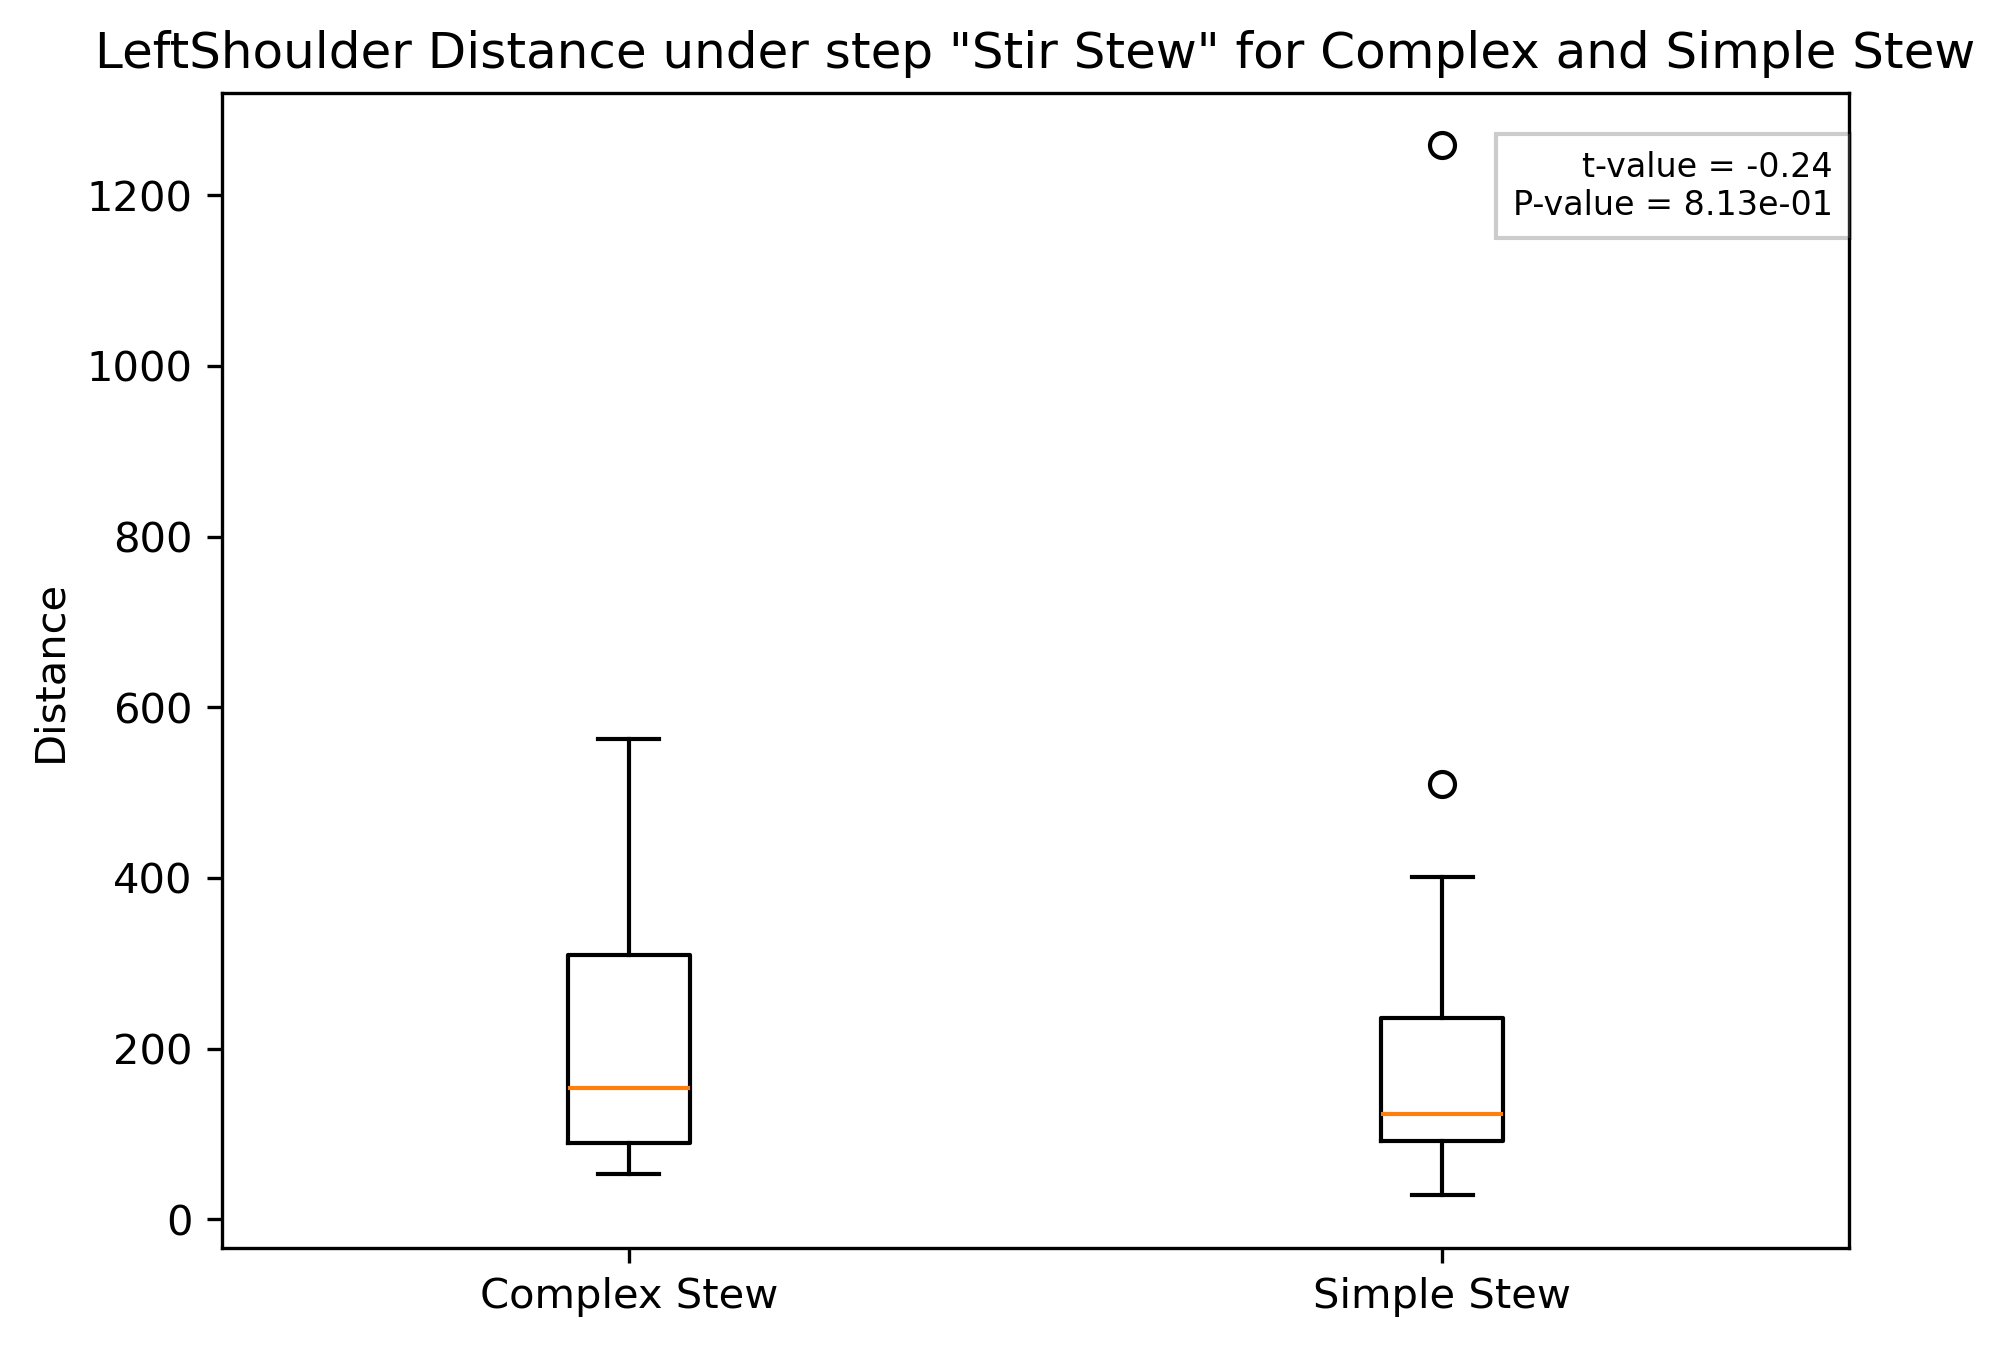 LeftShoulder Distance under step "Stir Stew" for Complex and Simple Stew
t-value = -0.24
P-value = 8.13e-01
1200
1000
800
600
400
200
0
Distance
Complex Stew
Simple Stew